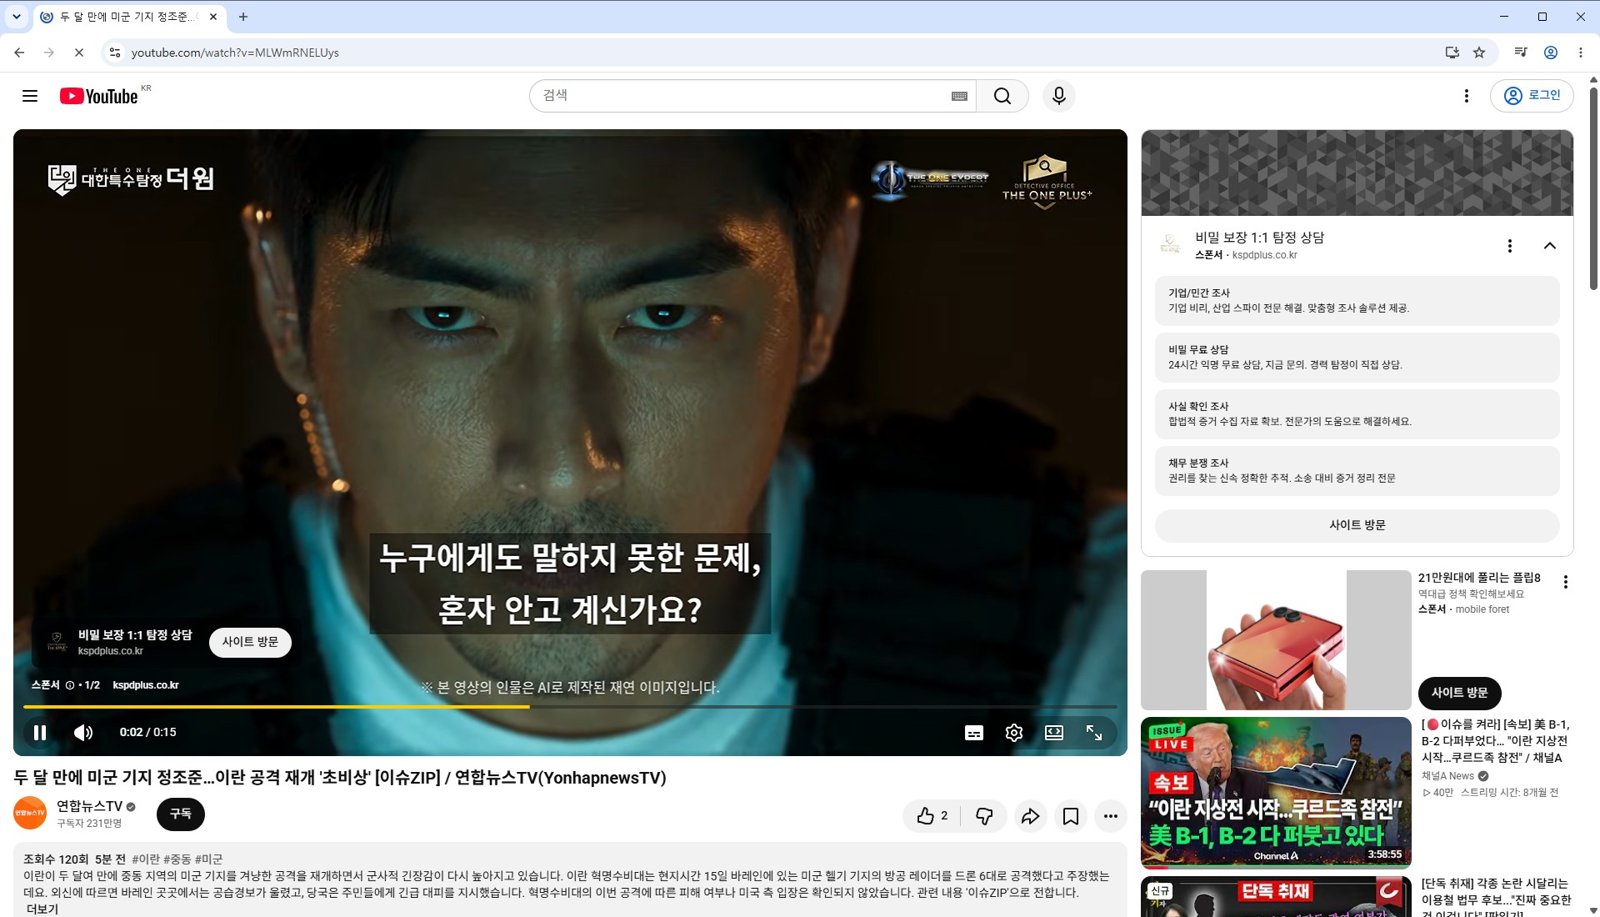 두 달 만에 미군 기지 정조준...
youtube.com/watch?v=MLWmRNELUys
YouTube KR
검색
로그인
THE ONE
대한특수탐정 더원
THE ONE EXPERT
DETECTIVE OFFICE
THE ONE PLUS+
누구에게도 말하지 못한 문제,
혼자 안고 계신가요?
비밀 보장 1:1 탐정 상담
kspdplus.co.kr
사이트 방문
스폰서 · 1/2 kspdplus.co.kr
※ 본 영상의 인물은 AI로 제작된 재연 이미지입니다.
0:02 / 0:15
두 달 만에 미군 기지 정조준...이란 공격 재개 '초비상' [이슈ZIP] / 연합뉴스TV(YonhapnewsTV)
연합뉴스TV
연합뉴스TV
구독자 231만명
구독
2
조회수 120회 5분 전 #이란 #중동 #미군
이란이 두 달여 만에 중동 지역의 미군 기지를 겨냥한 공격을 재개하면서 군사적 긴장감이 다시 높아지고 있습니다. 이란 혁명수비대는 현지시간 15일 바레인에 있는 미군 헬기 기지의 방공 레이더를 드론 6대로 공격했다고 주장했는
데요. 외신에 따르면 바레인 곳곳에서는 공습경보가 울렸고, 당국은 주민들에게 긴급 대피를 지시했습니다. 혁명수비대의 이번 공격에 따른 피해 여부나 미국 측 입장은 확인되지 않았습니다. 관련 내용 '이슈ZIP'으로 전합니다.
더보기
비밀 보장 1:1 탐정 상담
스폰서 · kspdplus.co.kr
기업/민간 조사
기업 비리, 산업 스파이 전문 해결. 맞춤형 조사 솔루션 제공.
비밀 무료 상담
24시간 익명 무료 상담, 지금 문의. 경력 탐정이 직접 상담.
사실 확인 조사
합법적 증거 수집 자료 확보. 전문가의 도움으로 해결하세요.
채무 분쟁 조사
권리를 찾는 신속 정확한 추적. 소송 대비 증거 정리 전문
사이트 방문
21만원대에 풀리는 플립8
역대급 정책 확인해보세요
스폰서 · mobile foret
사이트 방문
ISSUE
LIVE
속보
"이란 지상전 시작...쿠르드족 참전"
美 B-1, B-2 다 퍼붓고 있다
Channel A
3:58:55
[🔴이슈를 켜라] [속보] 美 B-1,
B-2 다퍼부었다... "이란 지상전
시작...쿠르드족 참전" / 채널A
채널A News
40만 스트리밍 시간: 8개월 전
신규
단독 취재
[단독 취재] 각종 논란 시달리는
이용철 법무 후보..."진짜 중요한
건 이겁니다" [팩인기]